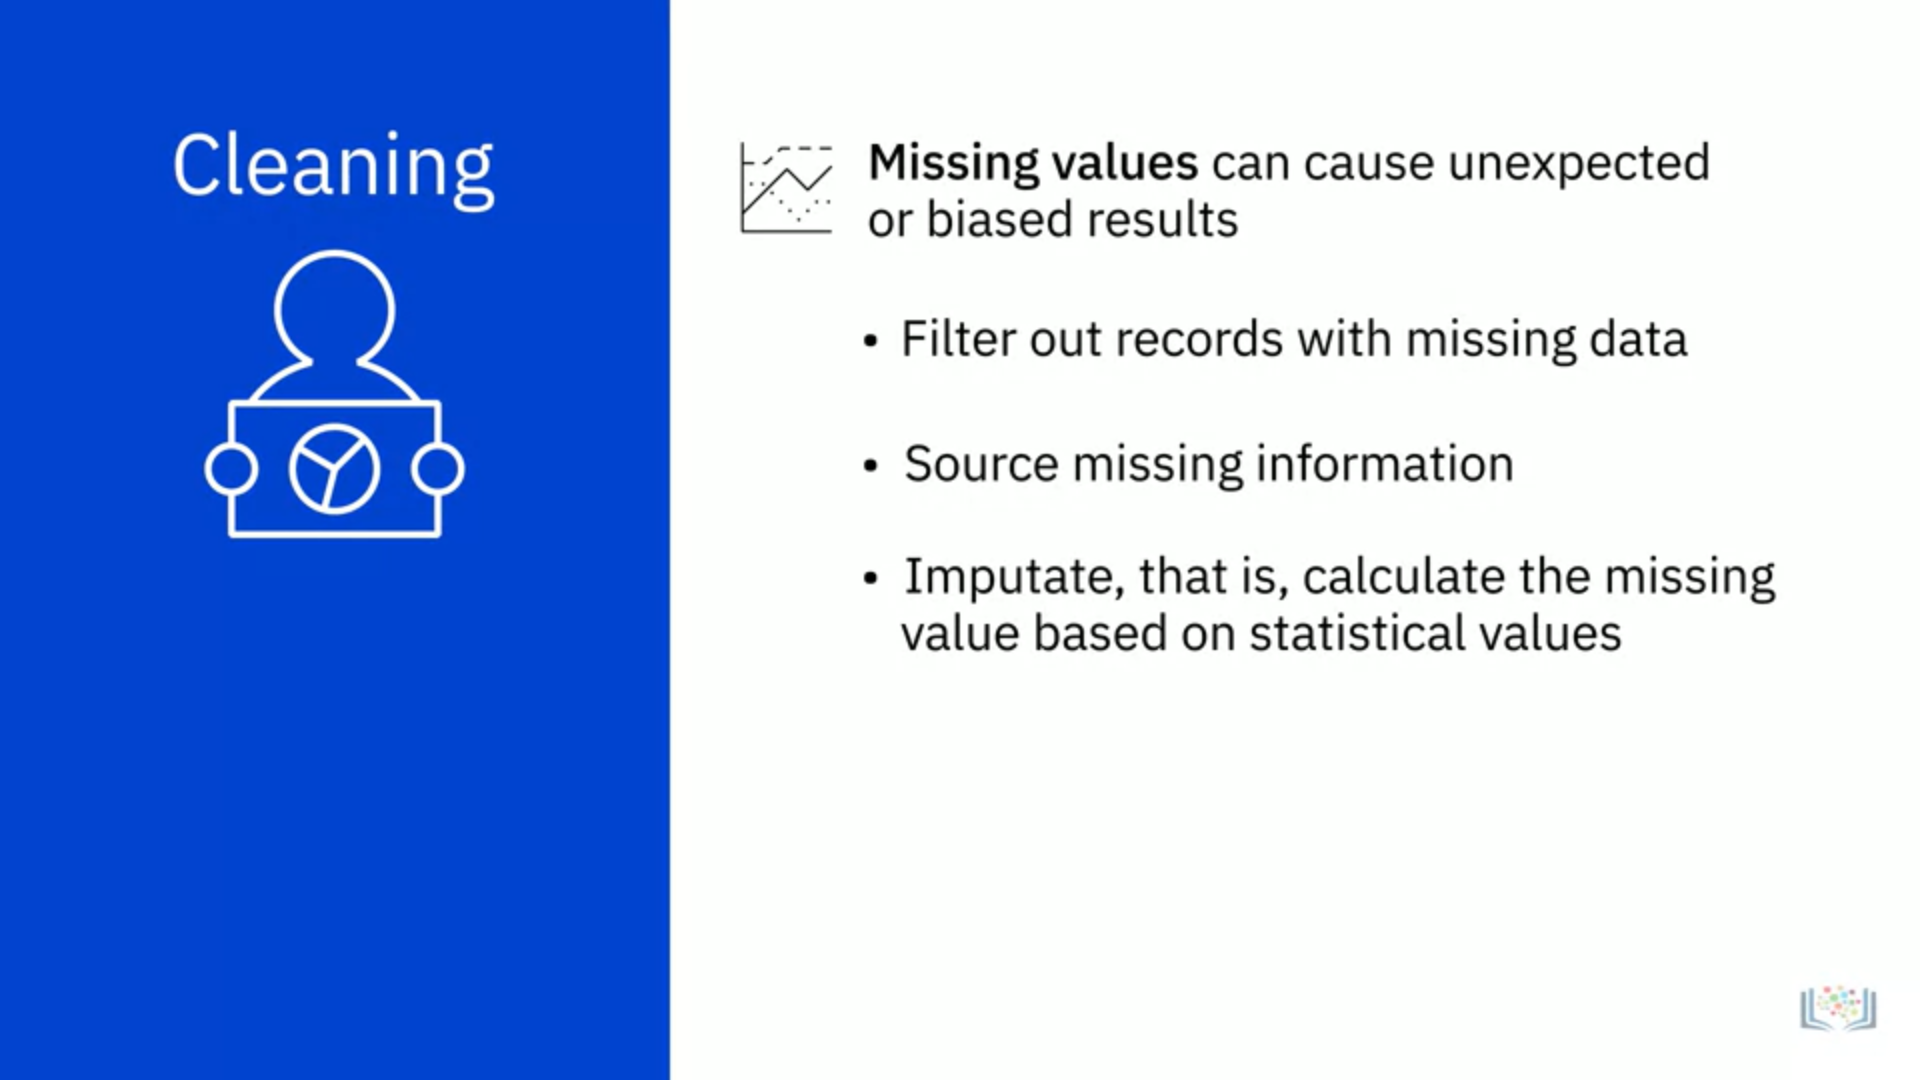 Cleaning
Missing values can cause unexpected
or biased results
• Filter out records with missing data
• Source missing information
• Imputate, that is, calculate the missing
value based on statistical values